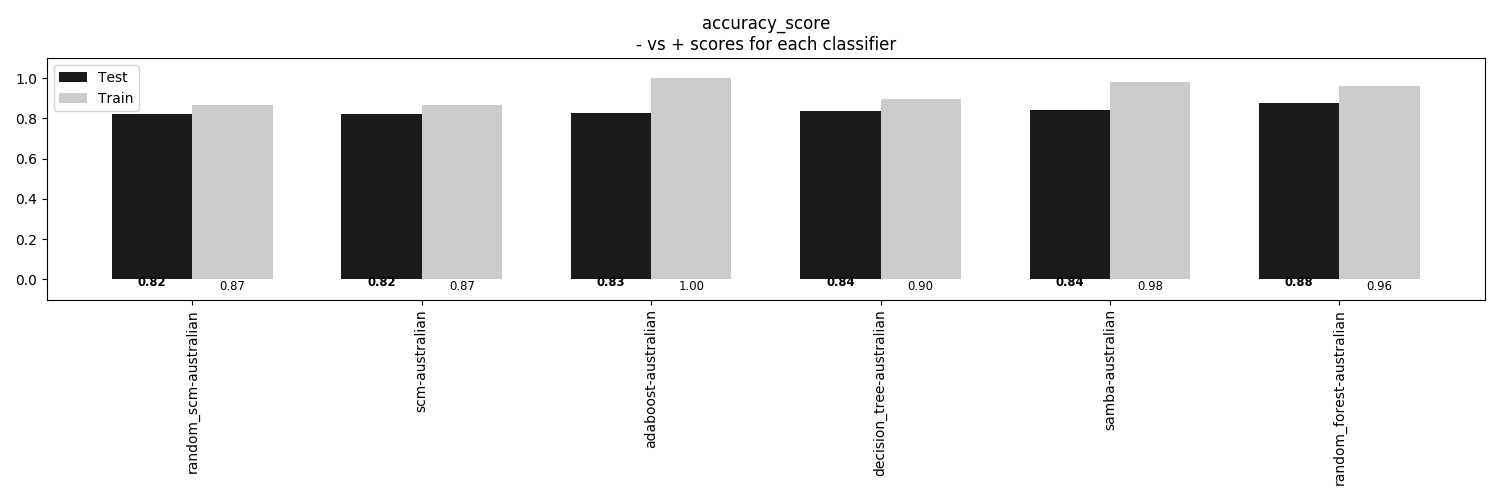 accuracy_score
- vs + scores for each classifier
Test
Train
1.0
0.8
0.6
0.4
0.2
0.0
0.82 0.87
0.82 0.87
0.83 1.00
0.84 0.90
0.84 0.98
0.88 0.96
random_scm-australian
scm-australian
adaboost-australian
decision_tree-australian
samba-australian
random_forest-australian